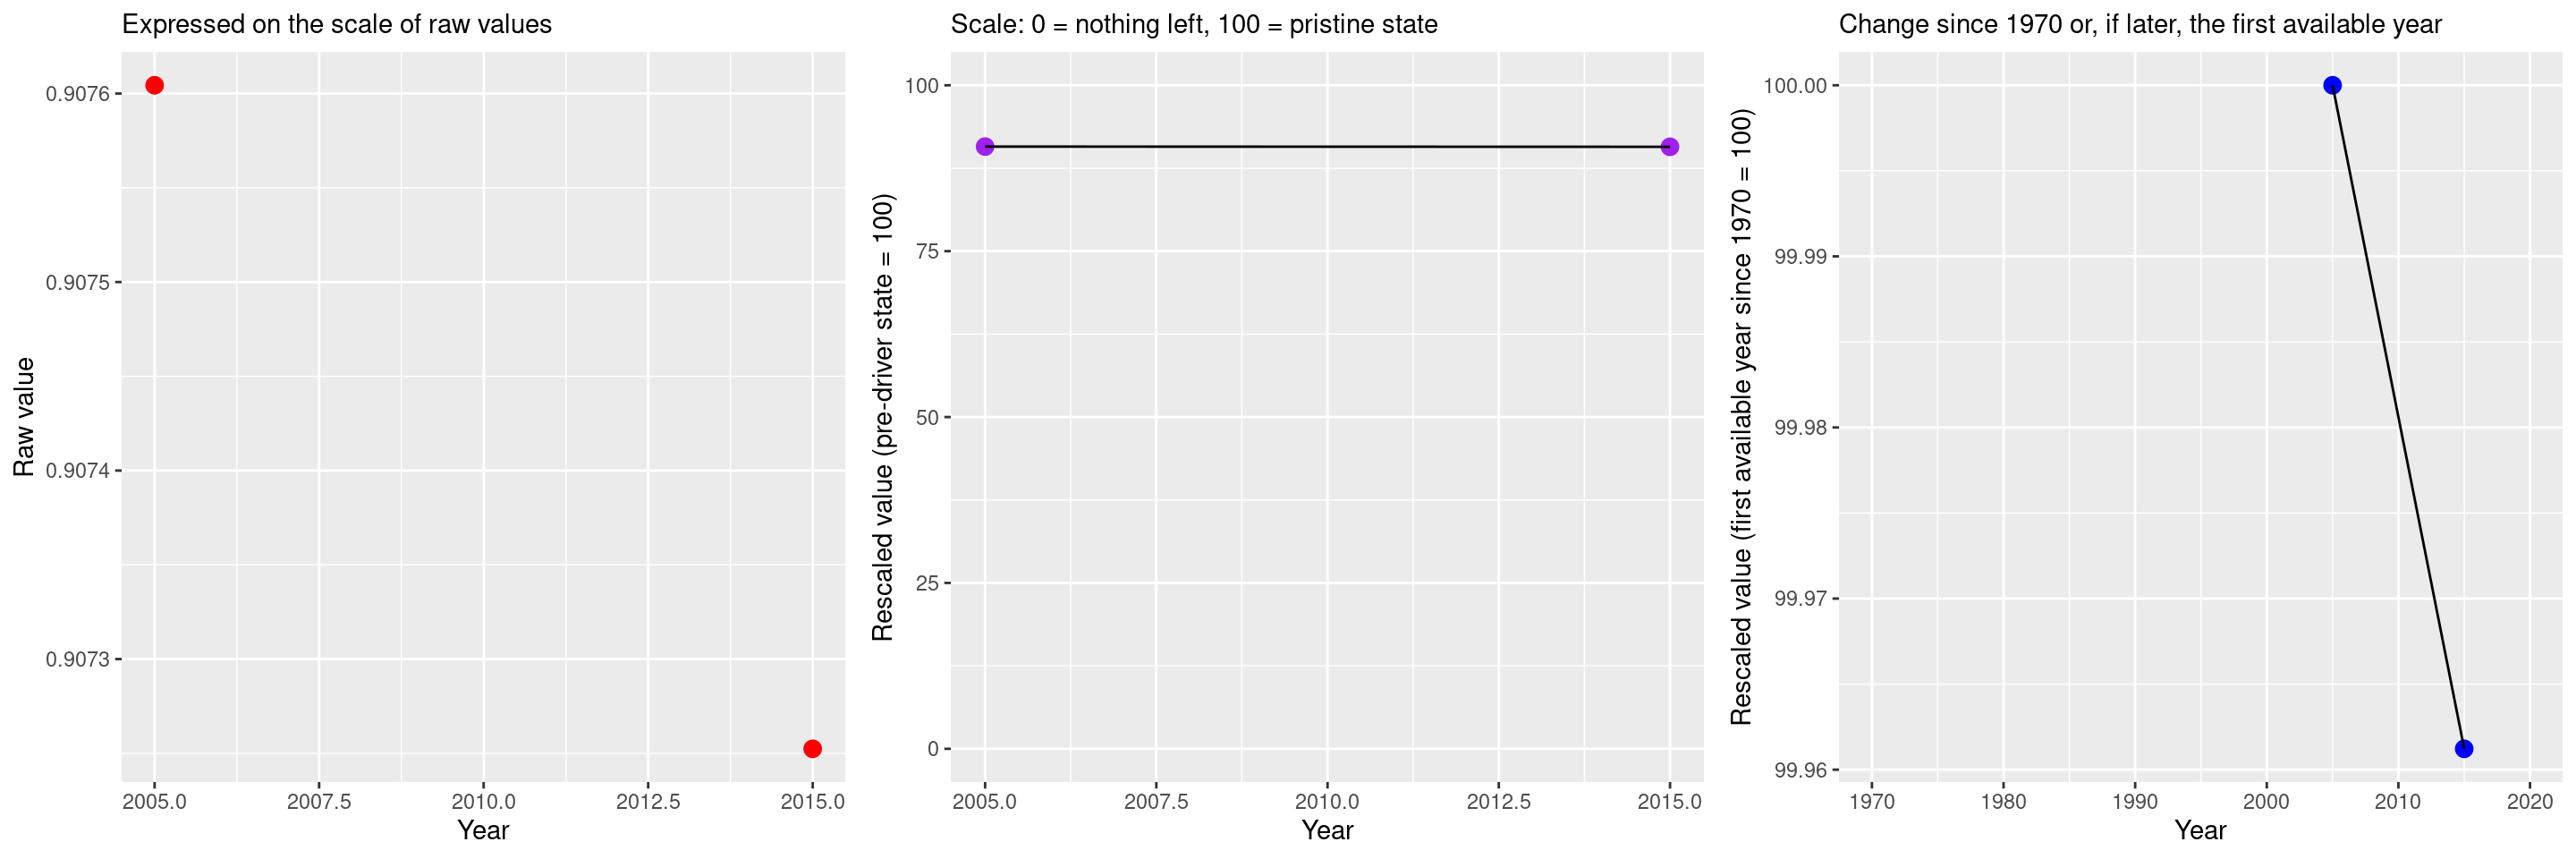 Expressed on the scale of raw values
Raw value
0.9076
0.9075
0.9074
0.9073
2005.0 2007.5 2010.0 2012.5 2015.0
Year
Scale: 0 = nothing left, 100 = pristine state
Rescaled value (pre-driver state = 100)
100
75
50
25
0
2005.0 2007.5 2010.0 2012.5 2015.0
Year
Change since 1970 or, if later, the first available year
Rescaled value (first available year since 1970 = 100)
100.00
99.99
99.98
99.97
99.96
1970 1980 1990 2000 2010 2020
Year